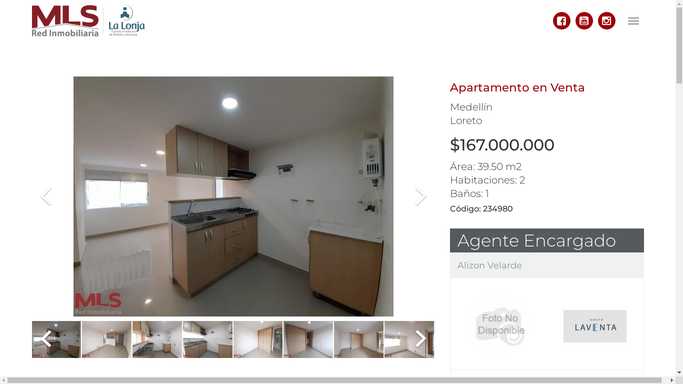 MLS
Red Inmobiliaria
La Lonja
Apartamento en Venta
Medellín
Loreto
$167.000.000
Área: 39.50 m2
Habitaciones: 2
Baños: 1
Código: 234980
MLS
Red Inmobiliaria
Agente Encargado
Alizon Velarde
Foto No
Disponible
LAVENTA